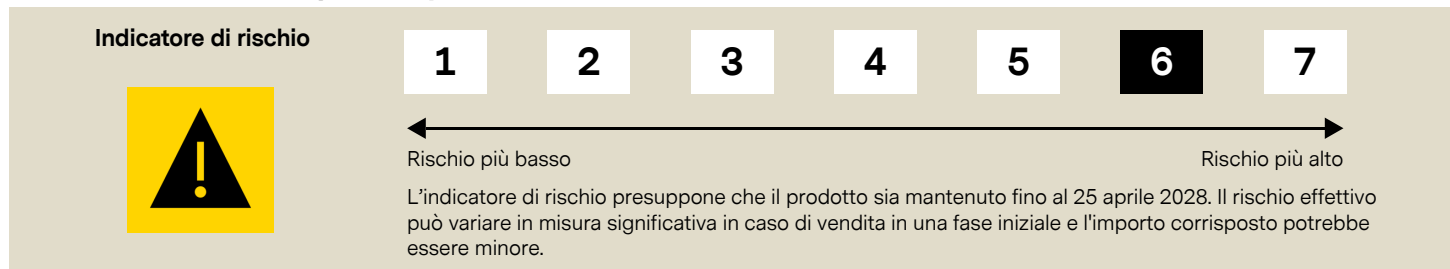 Indicatore di rischio
1 2 3 4 5 6 7
Rischio più basso Rischio più alto
L'indicatore di rischio presuppone che il prodotto sia mantenuto fino al 25 aprile 2028. Il rischio effettivo
può variare in misura significativa in caso di vendita in una fase iniziale e l'importo corrisposto potrebbe
essere minore.